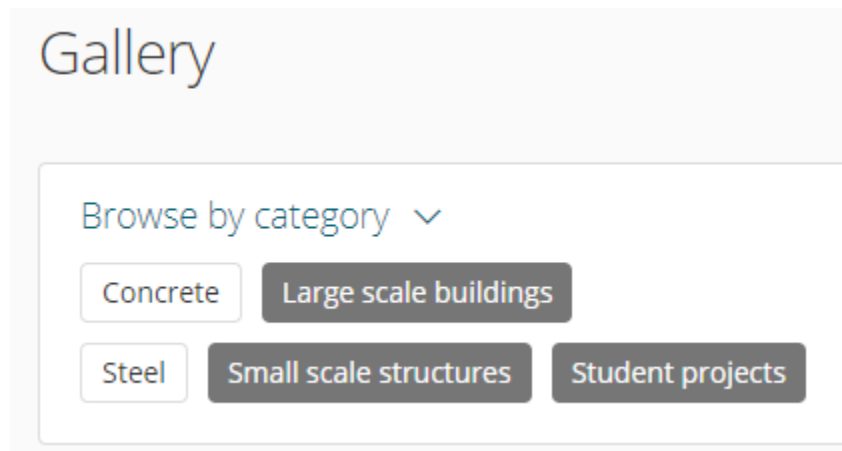 Gallery
Browse by category
Concrete Large scale buildings
Steel Small scale structures Student projects